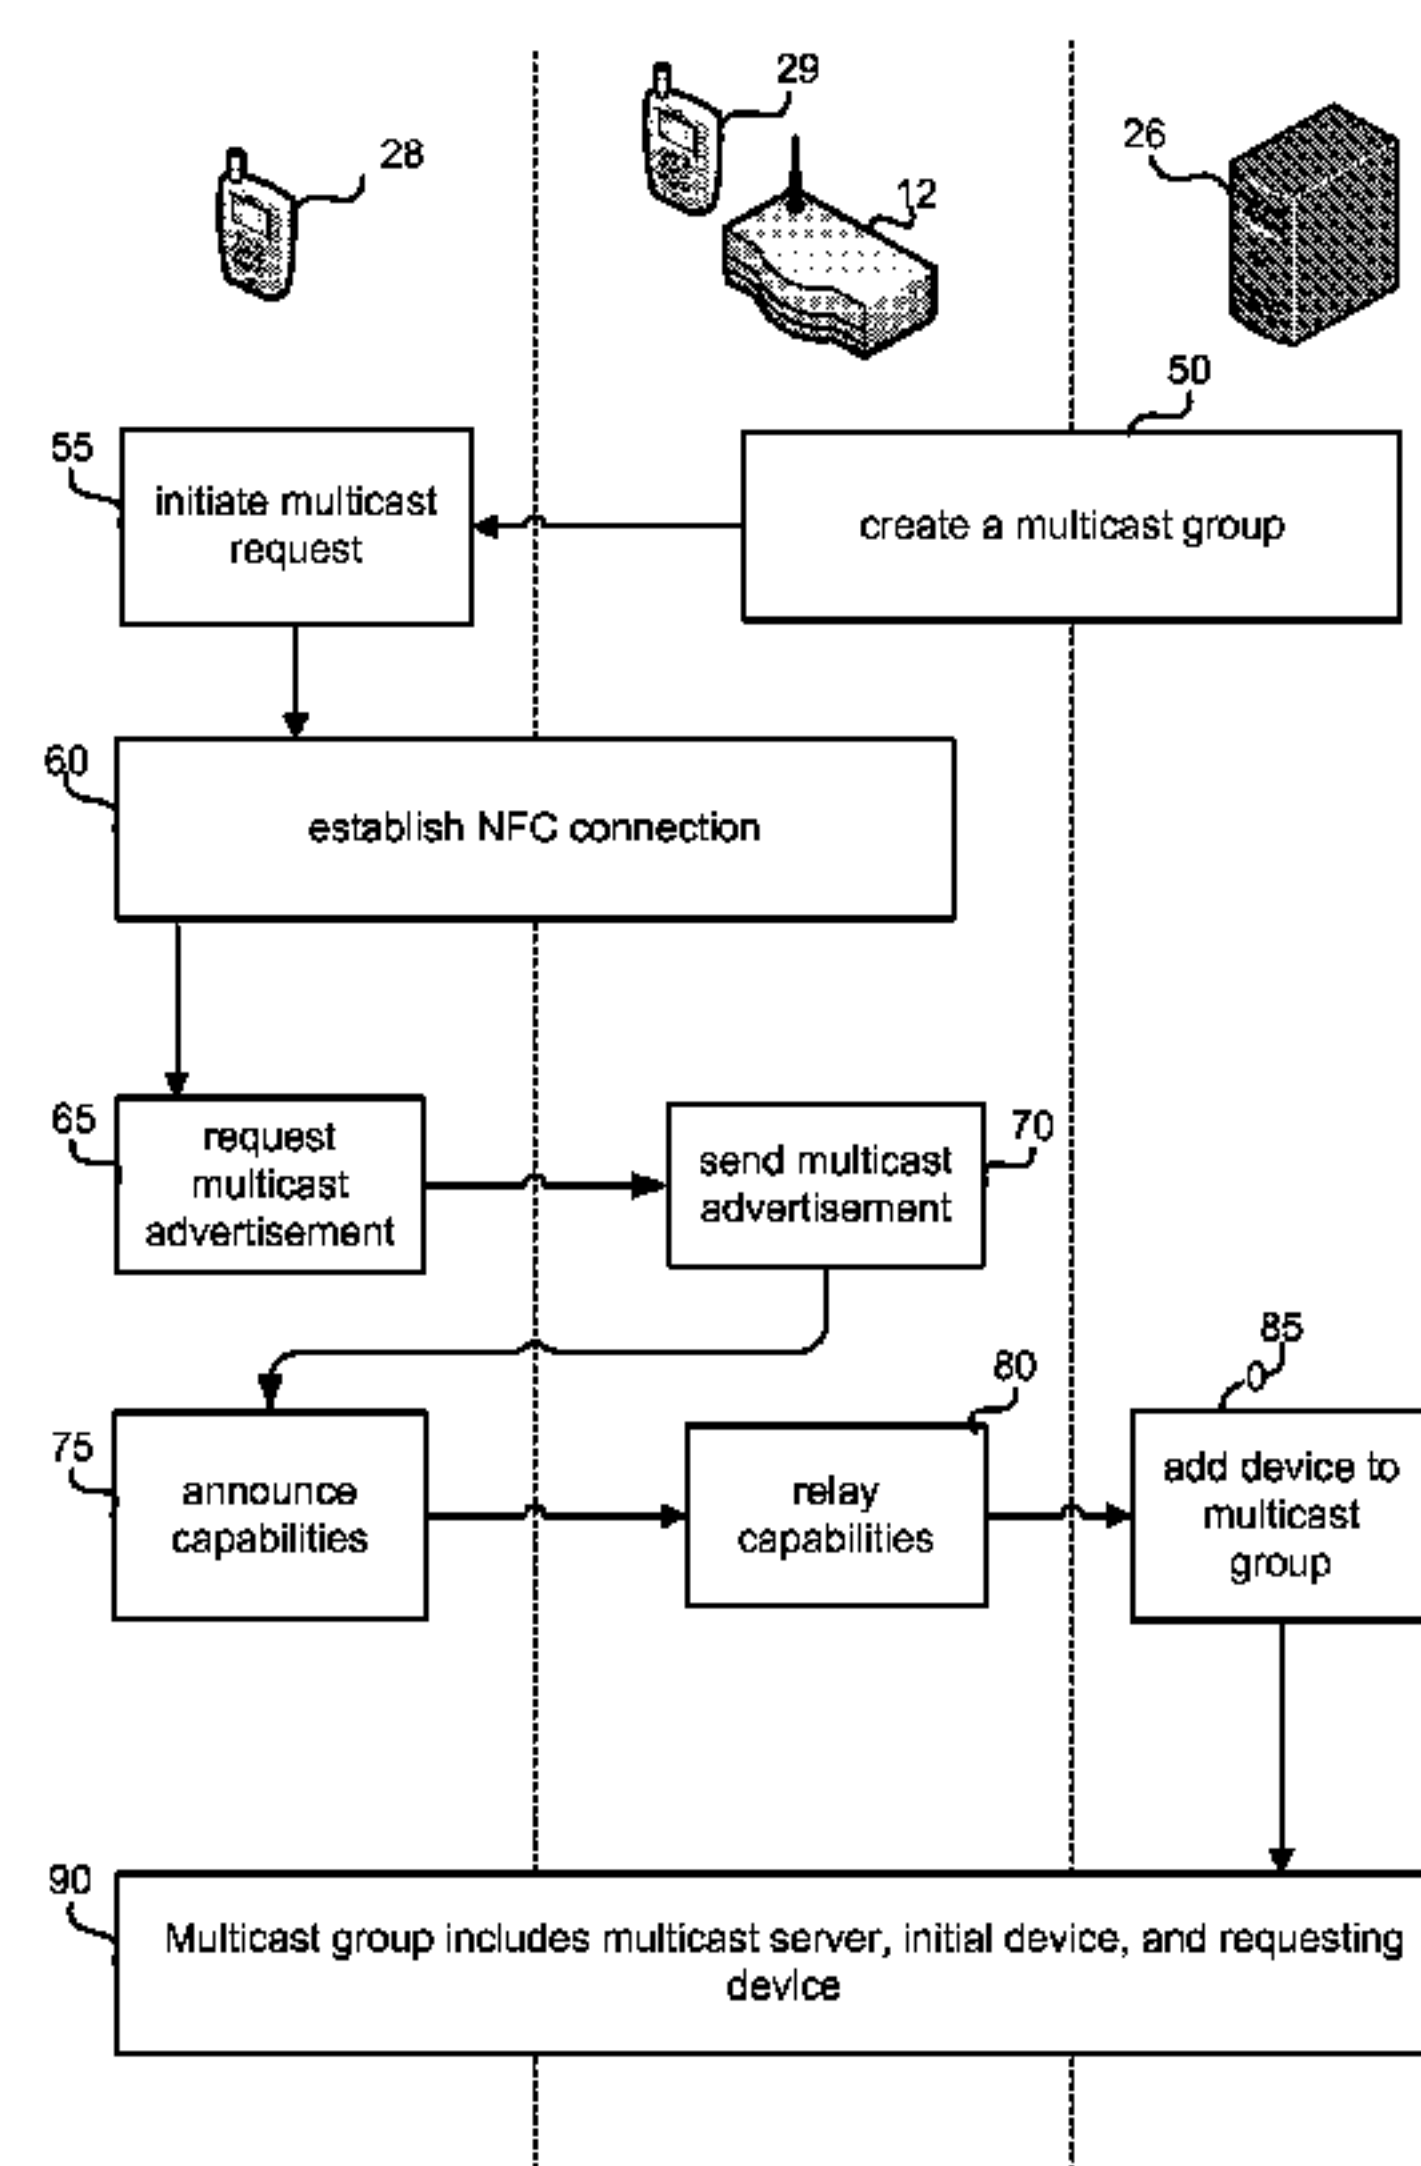 29
28
12
26
50
55
initiate multicast
request
create a multicast group
60
establish NFC connection
65
request
multicast
advertisement
70
send multicast
advertisement
85
0
80
75
announce
capabilities
relay
capabilities
add device to
multicast
group
90
Multicast group includes multicast server, initial device, and requesting
device